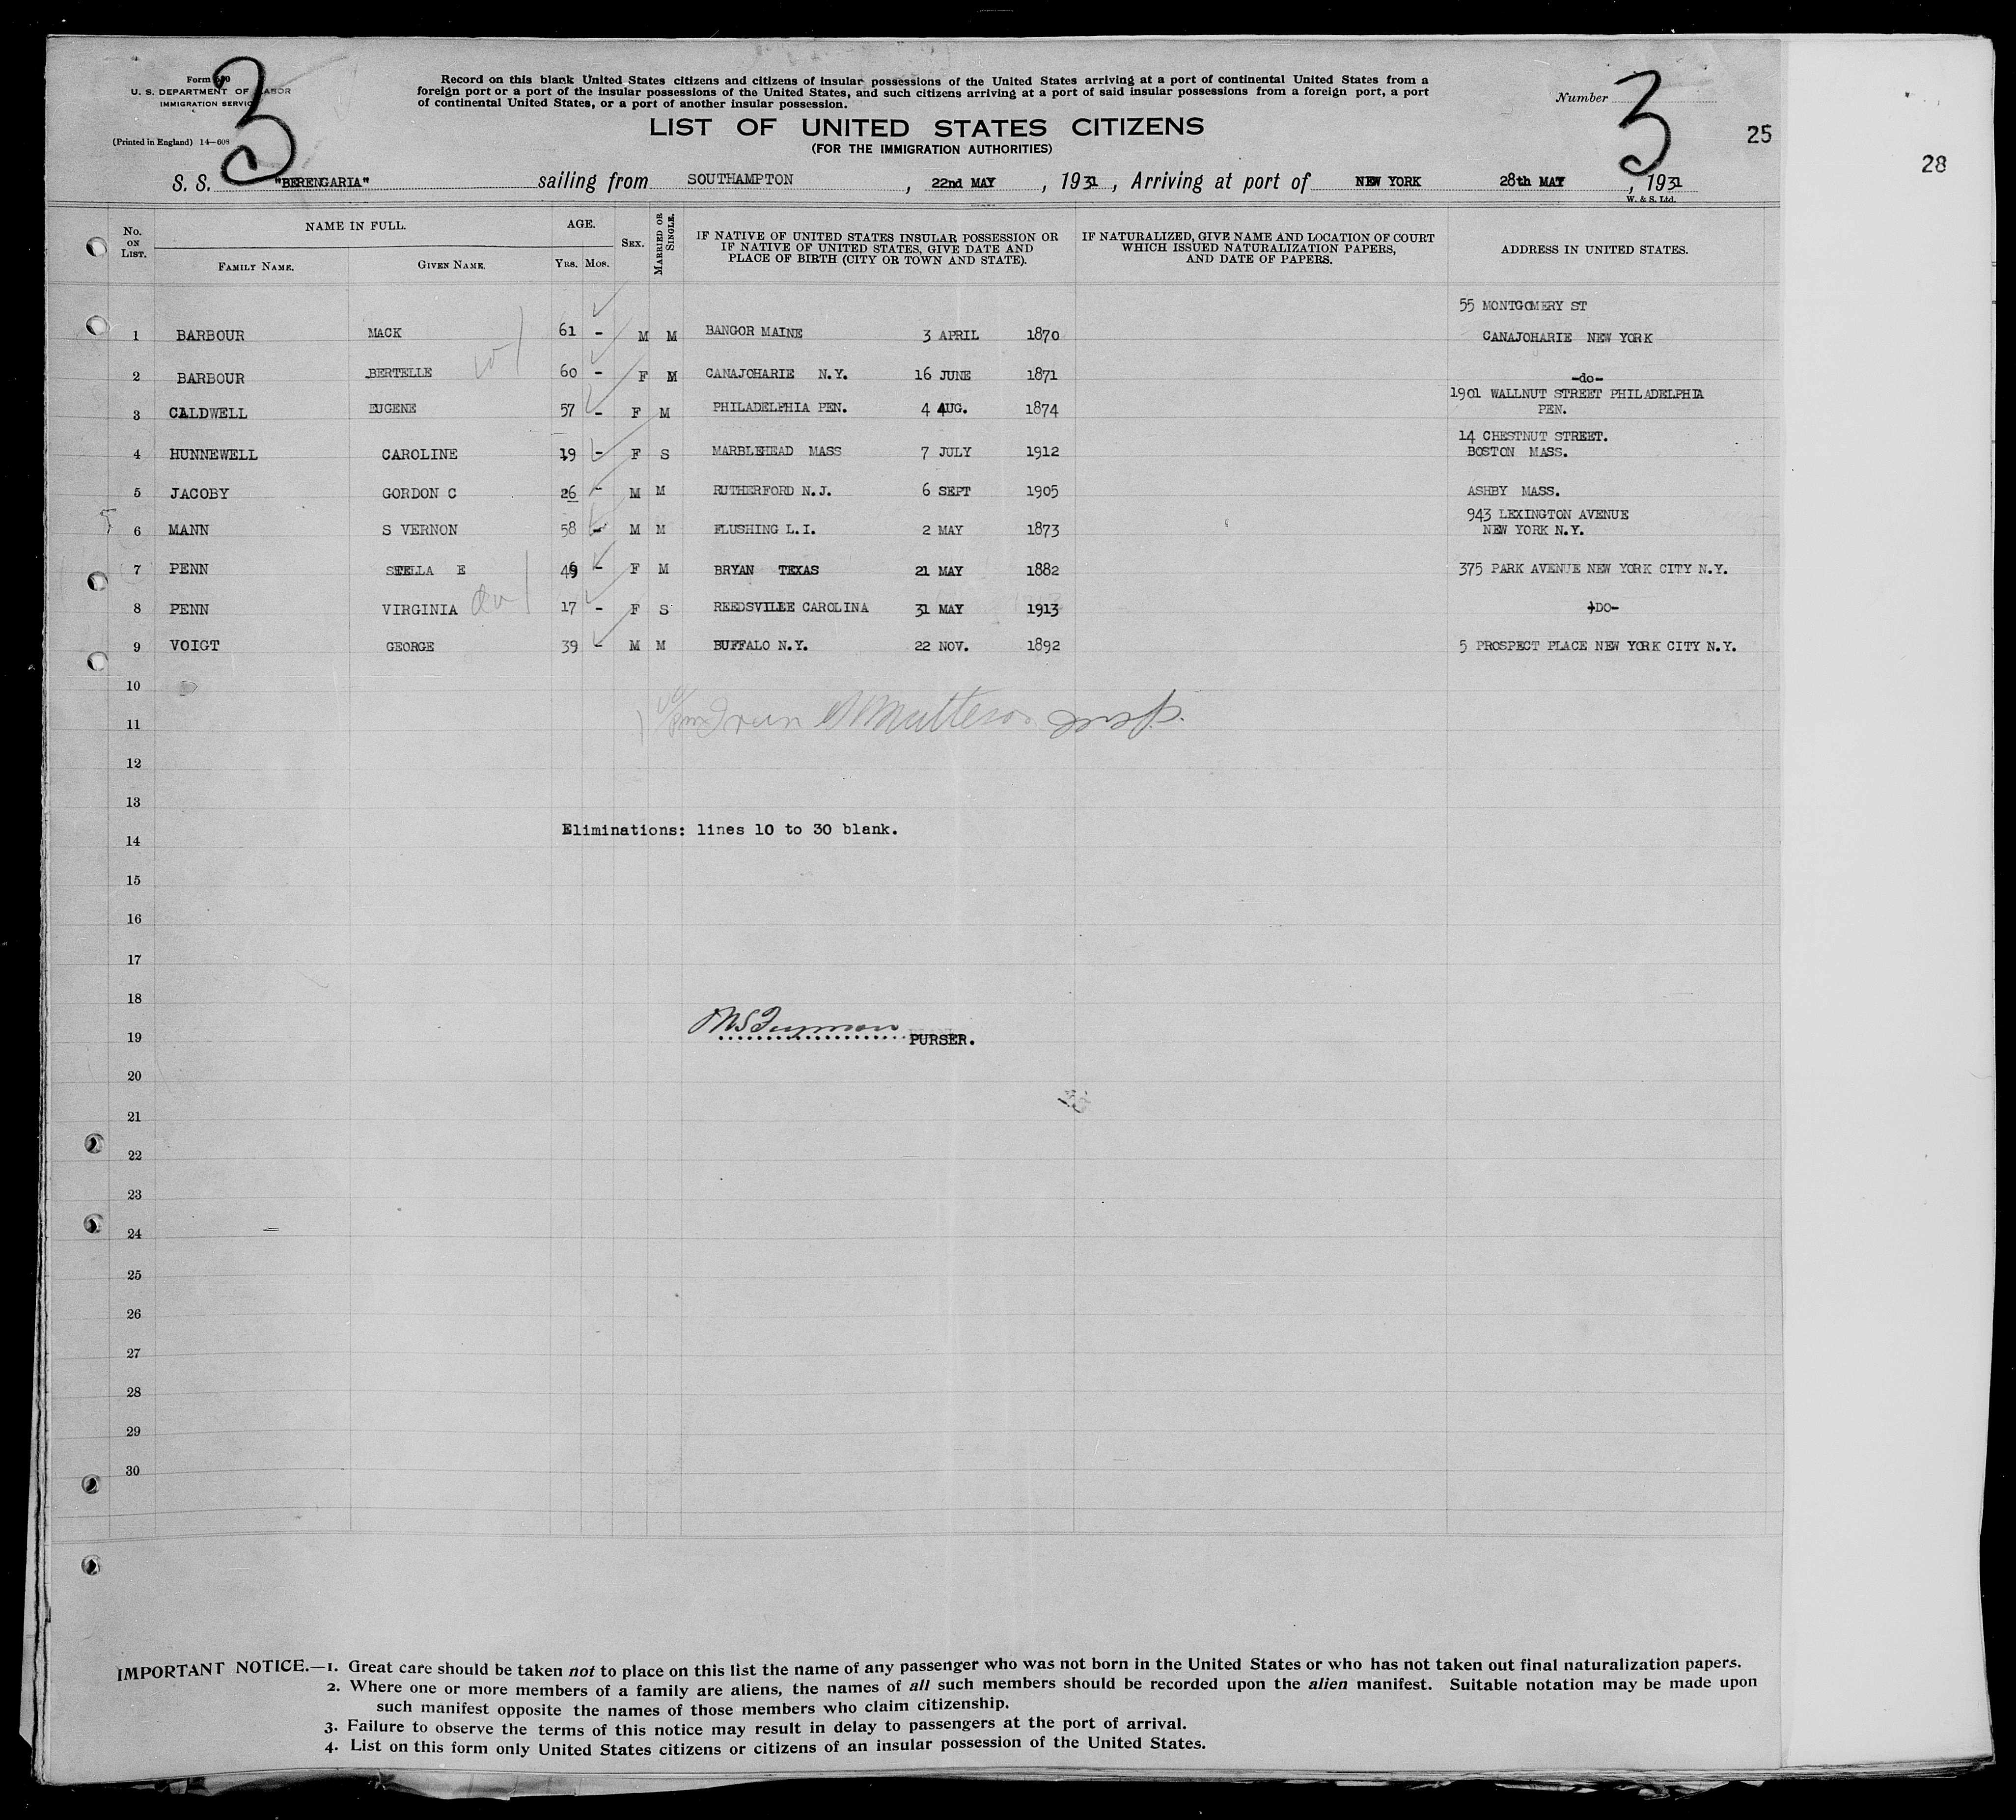 Form 630
U. S. DEPARTMENT OF LABOR
IMMIGRATION SERVICE
(Printed in England) 14—608
3
Record on this blank United States citizens and citizens of insular possessions of the United States arriving at a port of continental United States from a
foreign port or a port of the insular possessions of the United States, and such citizens arriving at a port of said insular possessions from a foreign port, a port
of continental United States, or a port of another insular possession.
Number 3
25
28
LIST OF UNITED STATES CITIZENS
(FOR THE IMMIGRATION AUTHORITIES)
S. S. "BERENGARIA" sailing from SOUTHAMPTON, 22nd MAY, 1931, Arriving at port of NEW YORK 28th MAY, 1931
W. & S. Ltd.
No. ON LIST. NAME IN FULL. AGE. SEX. MARRIED OR SINGLE. IF NATIVE OF UNITED STATES INSULAR POSSESSION OR IF NATIVE OF UNITED STATES, GIVE DATE AND PLACE OF BIRTH (CITY OR TOWN AND STATE). IF NATURALIZED, GIVE NAME AND LOCATION OF COURT WHICH ISSUED NATURALIZATION PAPERS, AND DATE OF PAPERS. ADDRESS IN UNITED STATES.
FAMILY NAME. GIVEN NAME. YRS. MOS.
55 MONTGOMERY ST
1 BARBOUR MACK 61 - M M BANGOR MAINE 3 APRIL 1870 CANAJOHARIE NEW YORK
2 BARBOUR BERTELLE 60 - F M CANAJOHARIE N.Y. 16 JUNE 1871 -do-
3 CALDWELL EUGENE 57 - F M PHILADELPHIA PEN. 4 AUG. 1874 1901 WALLNUT STREET PHILADELPHIA
PEN.
14 CHESTNUT STREET.
4 HUNNEWELL CAROLINE 19 - F S MARBLEHEAD MASS 7 JULY 1912 BOSTON MASS.
5 JACOBY GORDON C 26 - M M RUTHERFORD N.J. 6 SEPT 1905 ASHBY MASS.
943 LEXINGTON AVENUE
6 MANN S VERNON 58 - M M FLUSHING L.I. 2 MAY 1873 NEW YORK N.Y.
7 PENN STELLA E 49 - F M BRYAN TEXAS 21 MAY 1882 375 PARK AVENUE NEW YORK CITY N.Y.
8 PENN VIRGINIA 17 - F S REEDSVILLE CAROLINA 31 MAY 1913 -DO-
9 VOIGT GEORGE 39 - M M BUFFALO N.Y. 22 NOV. 1892 5 PROSPECT PLACE NEW YORK CITY N.Y.
10
11 Insp.
12
13
Eliminations: lines 10 to 30 blank.
14
15
16
17
18
19 PURSER.
20
21
22
23
24
25
26
27
28
29
30
IMPORTANT NOTICE.—1. Great care should be taken not to place on this list the name of any passenger who was not born in the United States or who has not taken out final naturalization papers.
2. Where one or more members of a family are aliens, the names of all such members should be recorded upon the alien manifest. Suitable notation may be made upon
such manifest opposite the names of those members who claim citizenship.
3. Failure to observe the terms of this notice may result in delay to passengers at the port of arrival.
4. List on this form only United States citizens or citizens of an insular possession of the United States.